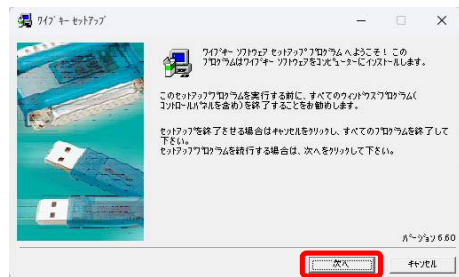 ワイブキー セットアップ
ワイブキー ソフトウェア セットアップ プログラムへようこそ! この
プログラムはワイブキー ソフトウェアをコンピューターにインストールします。
このセットアッププログラムを実行する前に、すべてのウィンドウズプログラム(
コントロールパネルを含め)を終了することをお勧めします。
セットアップを終了させる場合はキャンセルをクリックし、すべてのプログラムを終了して
下さい。
セットアッププログラムを続行する場合は、次へをクリックして下さい。
バージョン 6.60
次へ
キャンセル